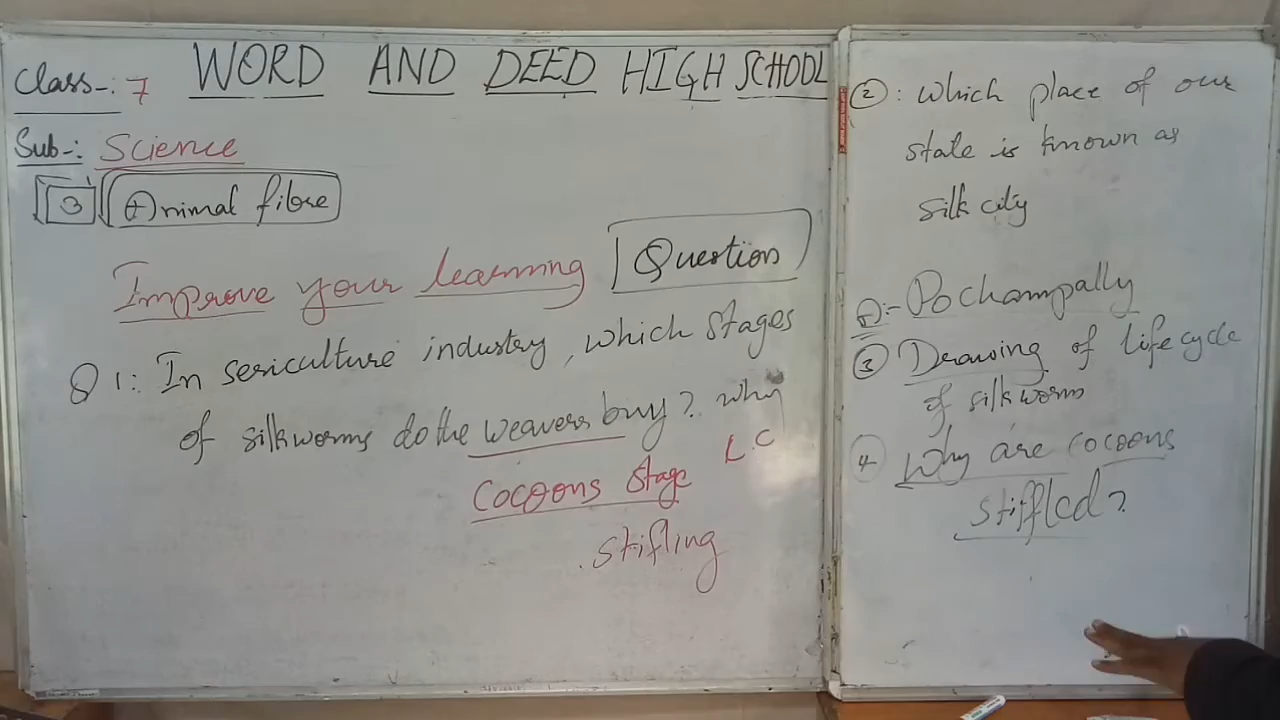 WORD AND DEED HIGH SCHOOL
Class-: 7
Sub-: Science
3 Animal fibre
Improve your learning Question
Q 1: In sericulture industry, which stages
of silkworms do the weavers buy? why
L.C
Cocoons Stage
stifling
2: which place of our
state is known as
silk city
A:- Pochampally
3 Drawing of life cycle
of silkworms
4 Why are cocoons
stiffled?